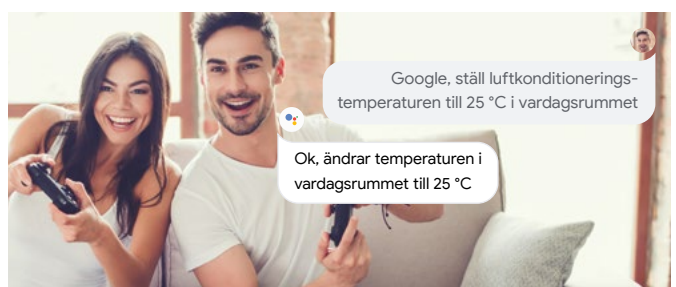 Google, ställ luftkonditionerings-
temperaturen till 25 °C i vardagsrummet
Ok, ändrar temperaturen i
vardagsrummet till 25 °C